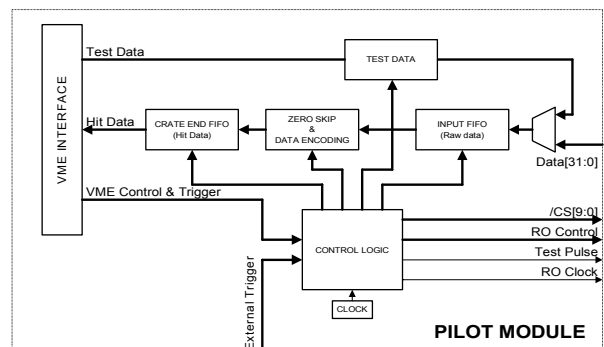 Test Data
TEST DATA
VME INTERFACE
Hit Data
CRATE END FIFO
(Hit Data)
ZERO SKIP
&
DATA ENCODING
INPUT FIFO
(Raw data)
Data[31:0]
VME Control & Trigger
/CS[9:0]
RO Control
CONTROL LOGIC
Test Pulse
RO Clock
External Trigger
CLOCK
PILOT MODULE